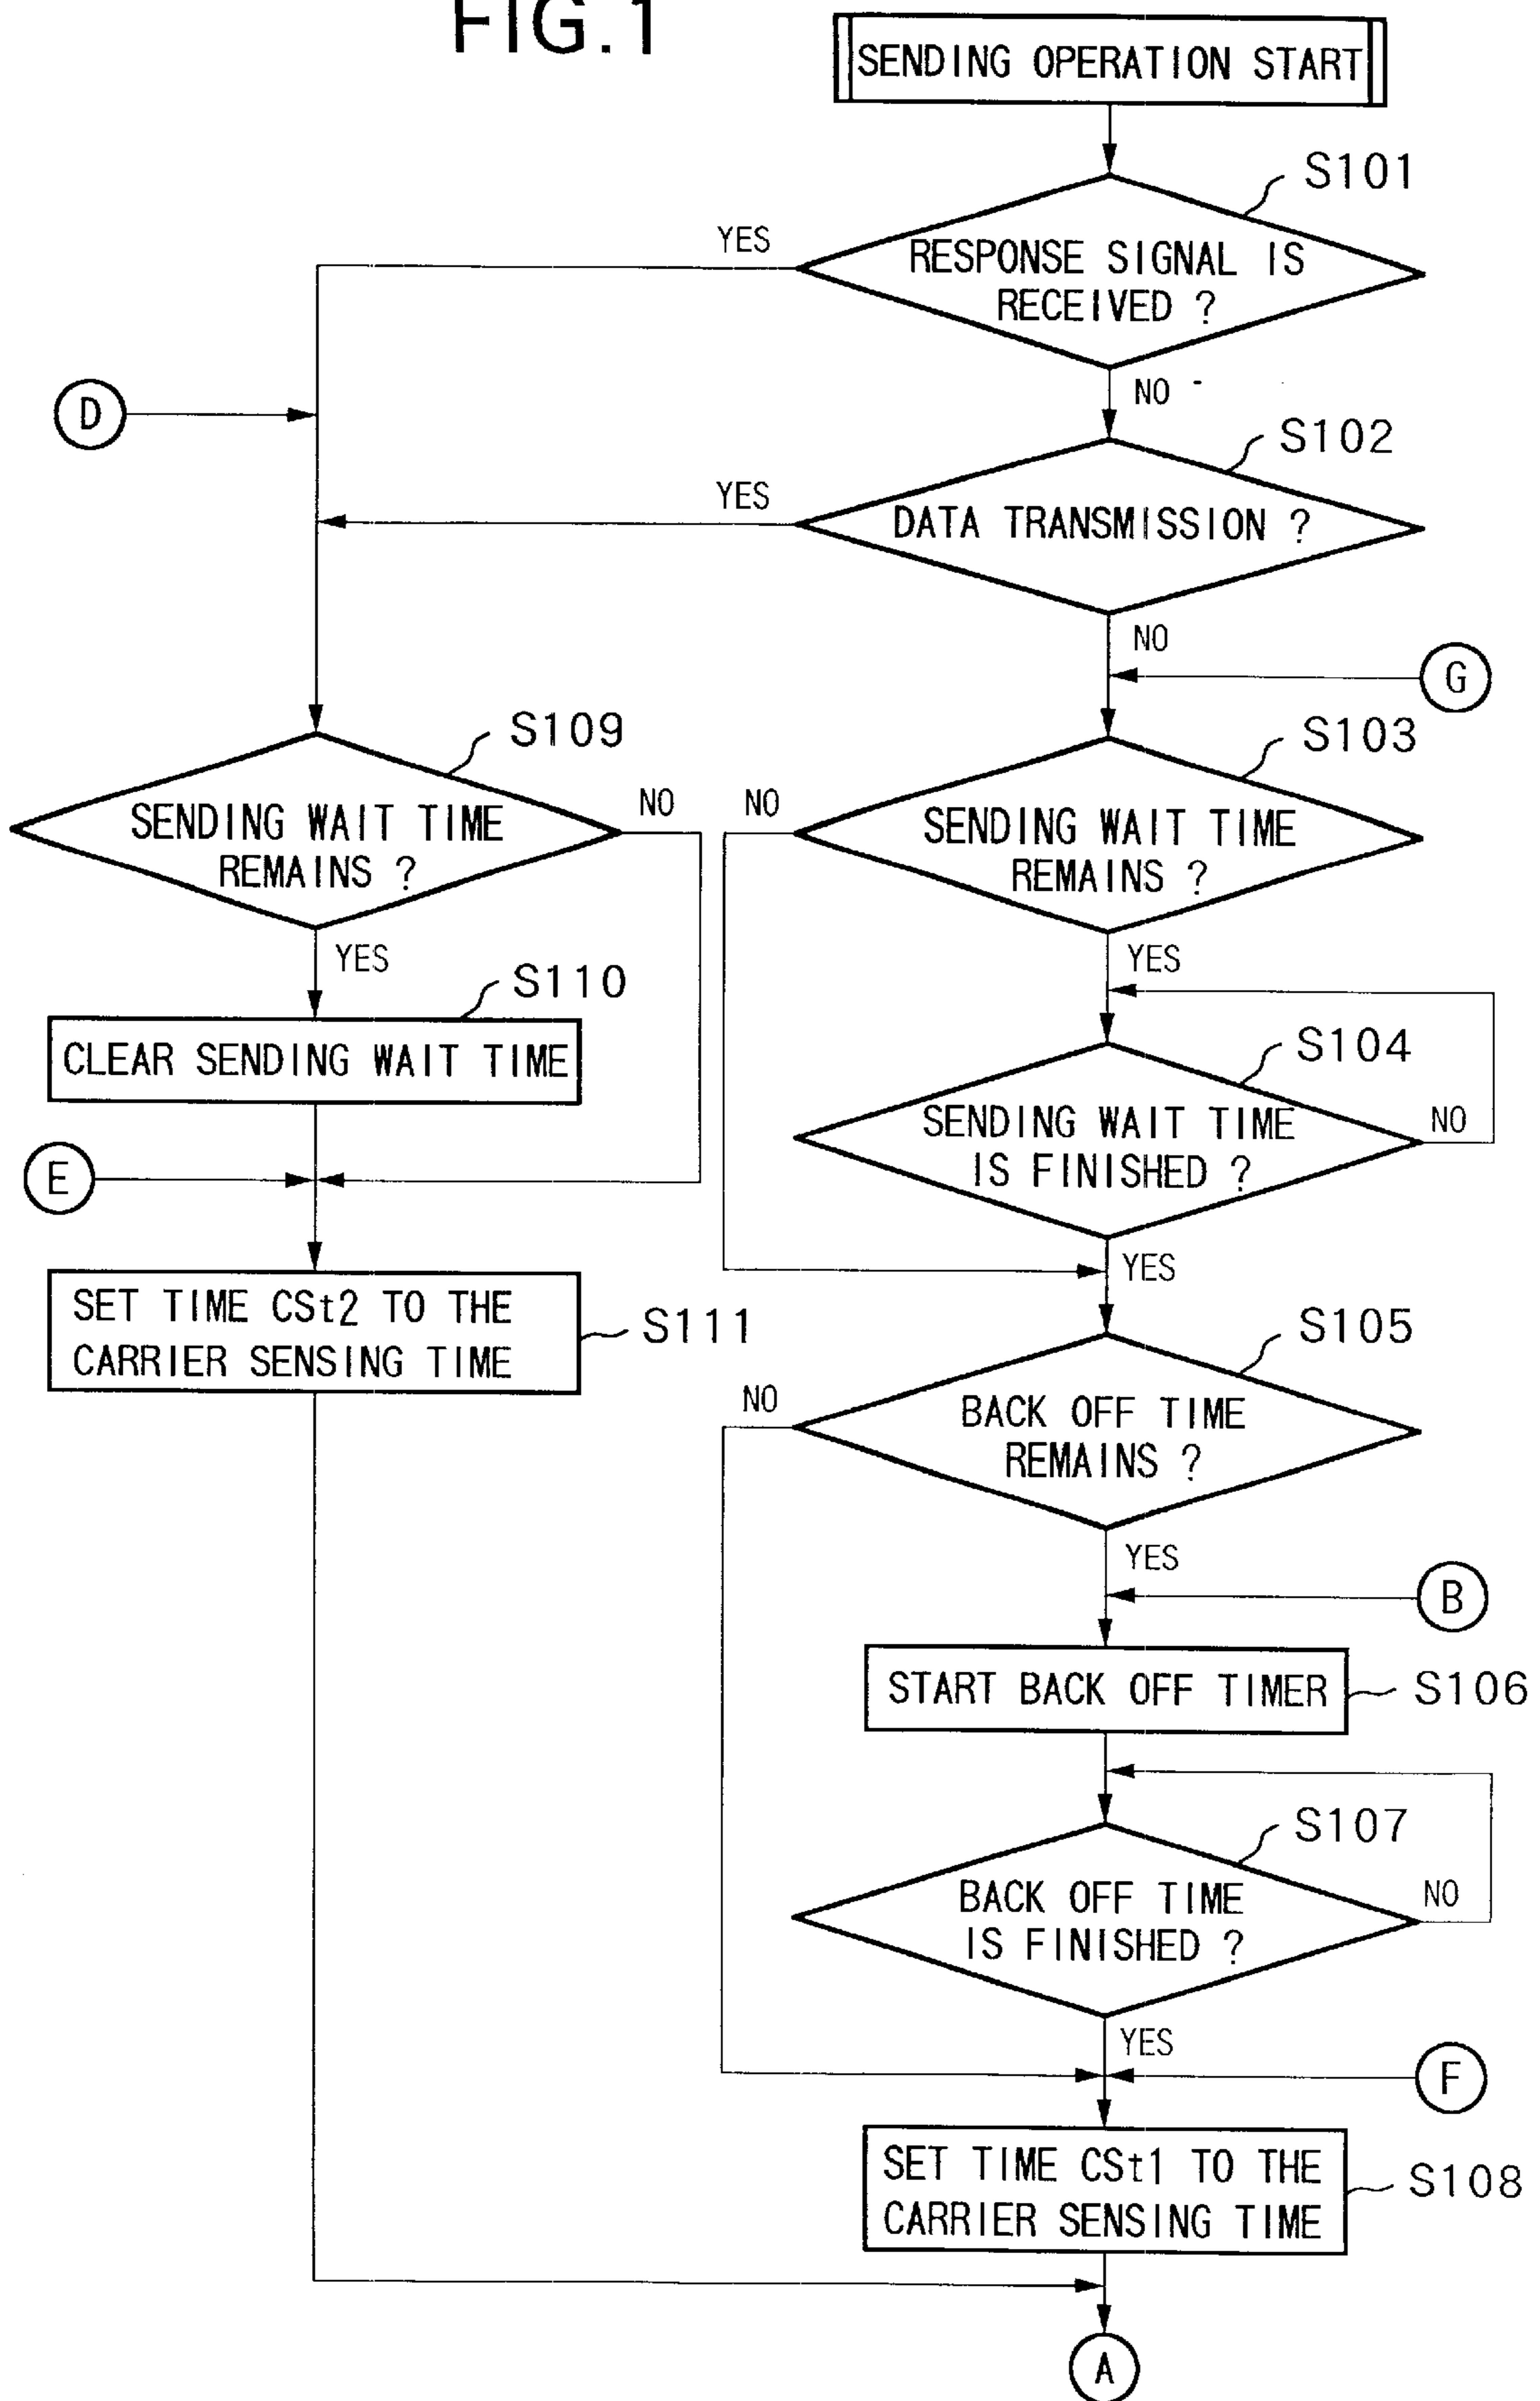 FIG.1
SENDING OPERATION START
S101
YES
RESPONSE SIGNAL IS
RECEIVED ?
NO
D
S102
YES
DATA TRANSMISSION ?
NO
G
S109
S103
SENDING WAIT TIME
REMAINS ?
NO
NO
SENDING WAIT TIME
REMAINS ?
YES
YES
S110
CLEAR SENDING WAIT TIME
S104
SENDING WAIT TIME
IS FINISHED ?
NO
E
YES
SET TIME CSt2 TO THE
CARRIER SENSING TIME
S111
S105
NO
BACK OFF TIME
REMAINS ?
YES
B
START BACK OFF TIMER
S106
S107
BACK OFF TIME
IS FINISHED ?
NO
YES
F
SET TIME CSt1 TO THE
CARRIER SENSING TIME
S108
A